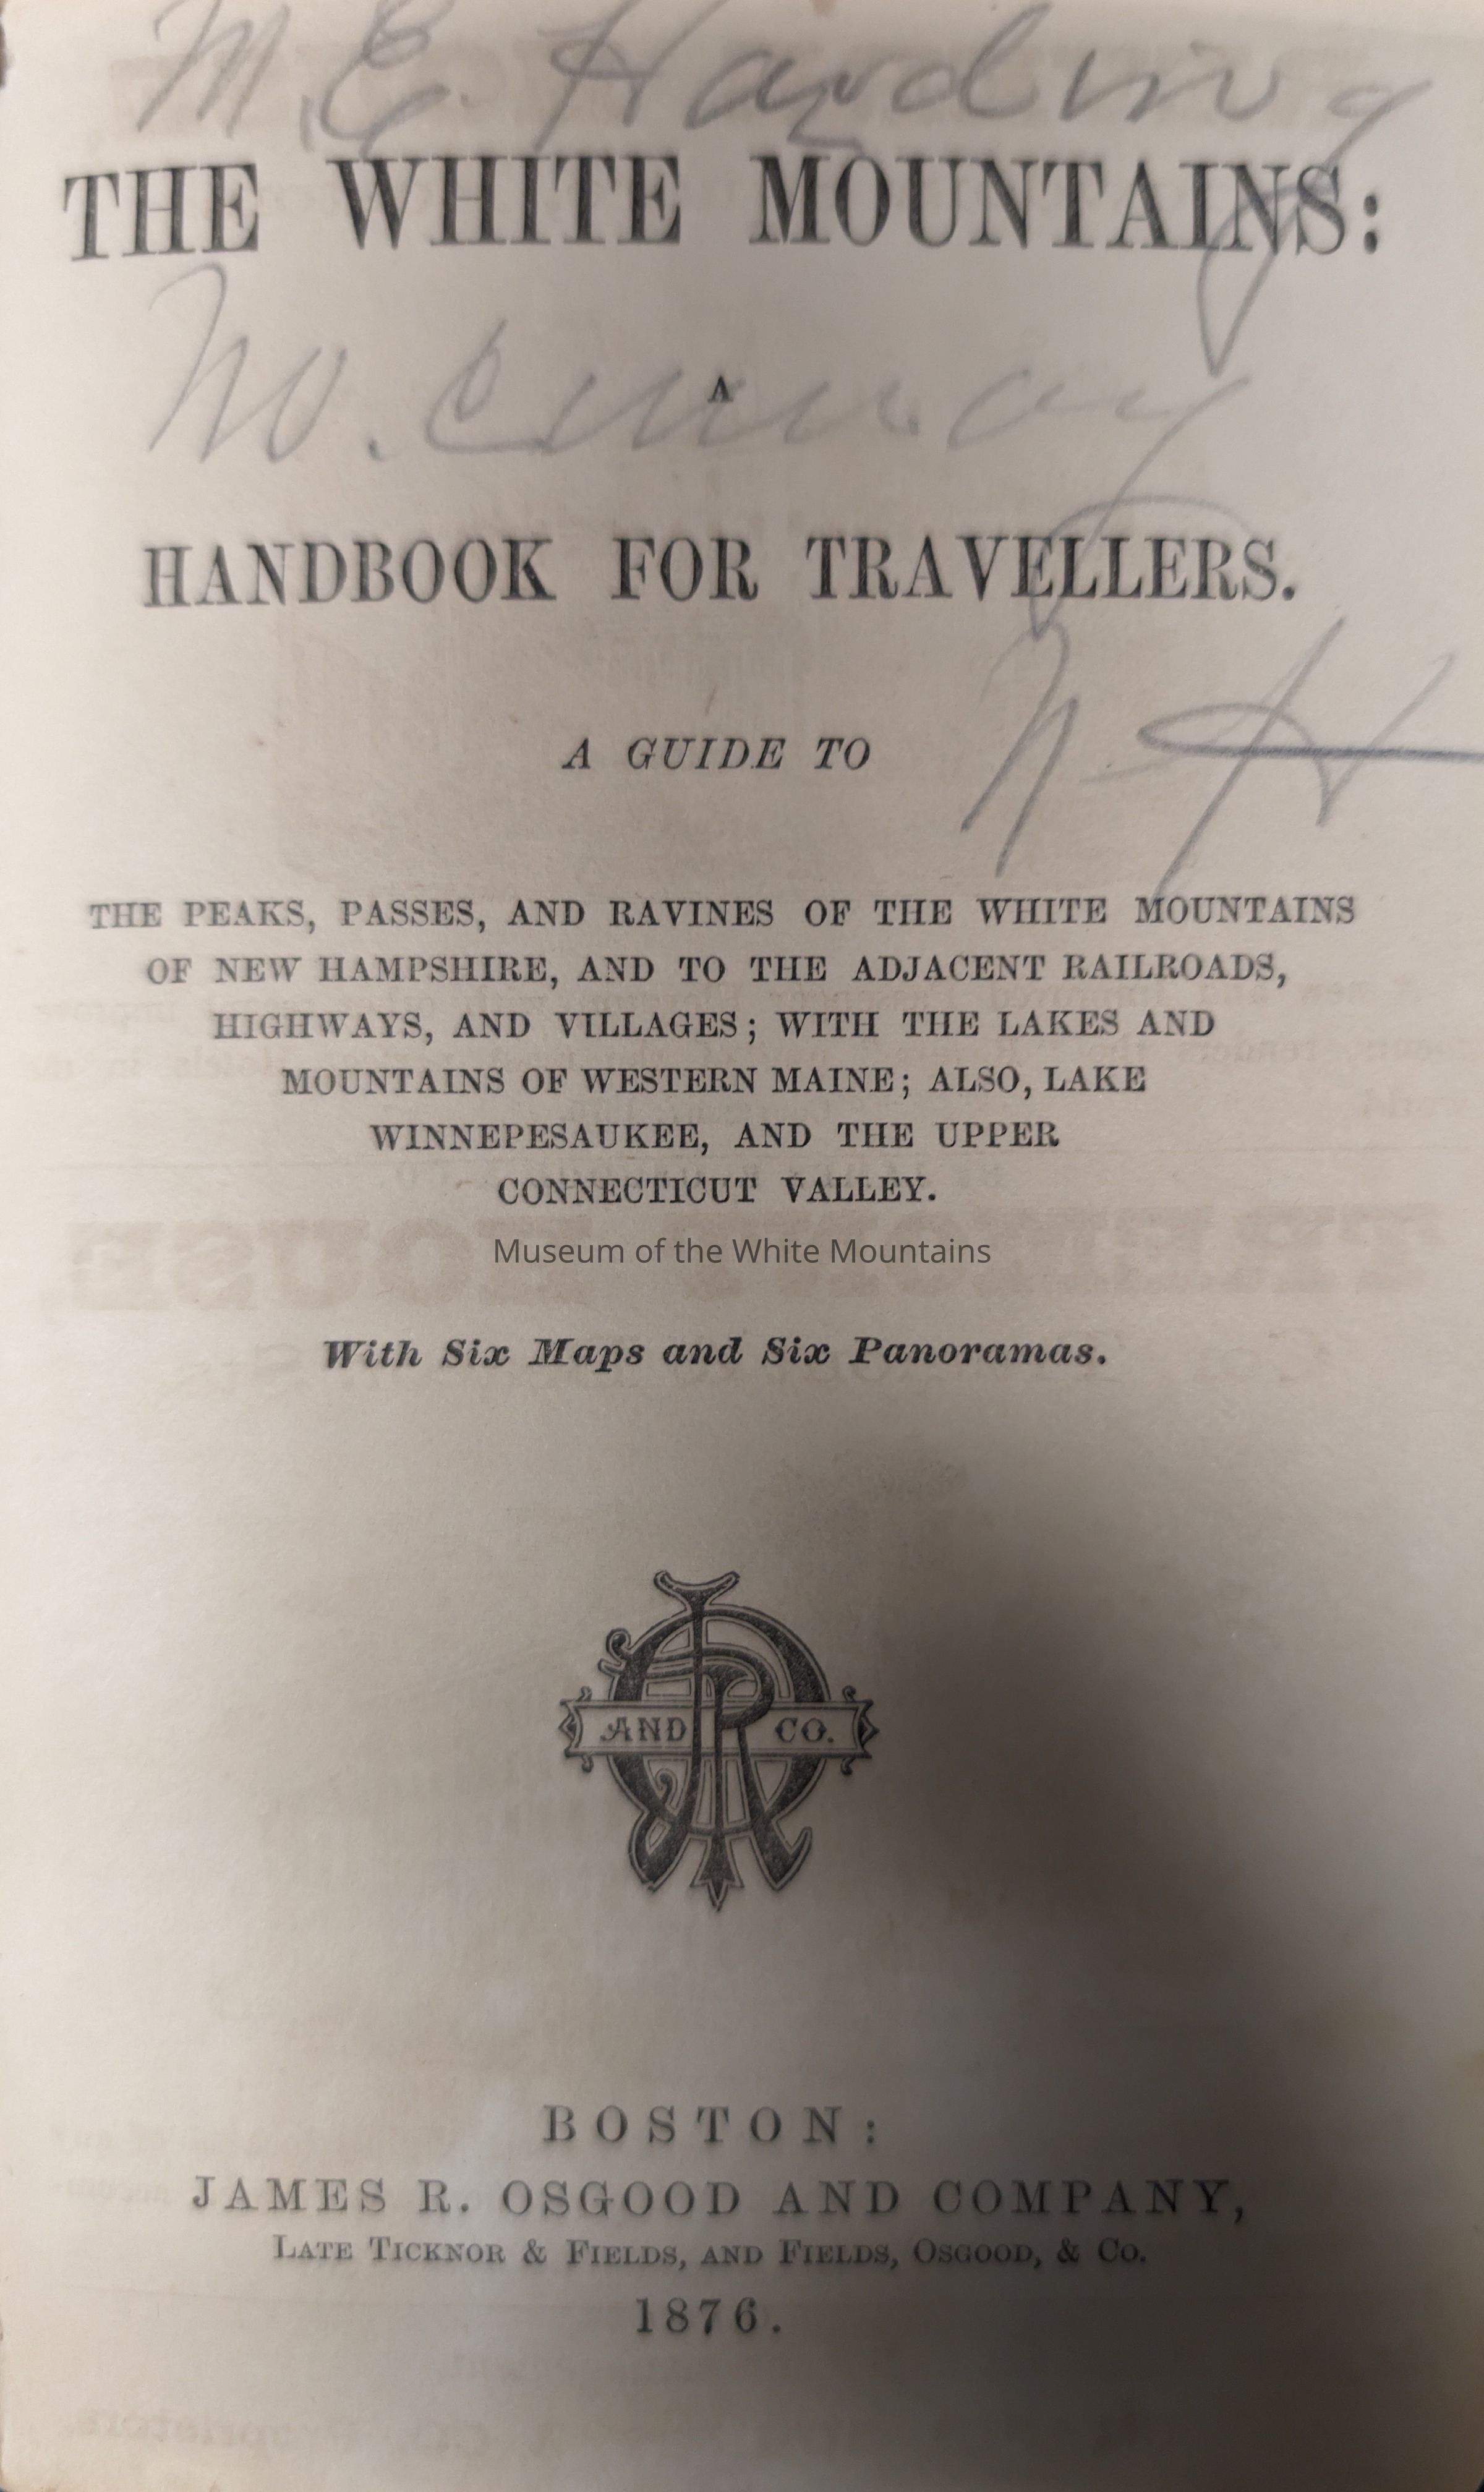 M. E. Harding
THE WHITE MOUNTAINS:
No. Conway
A
HANDBOOK FOR TRAVELLERS.
N H
A GUIDE TO
THE PEAKS, PASSES, AND RAVINES OF THE WHITE MOUNTAINS
OF NEW HAMPSHIRE, AND TO THE ADJACENT RAILROADS,
HIGHWAYS, AND VILLAGES; WITH THE LAKES AND
MOUNTAINS OF WESTERN MAINE; ALSO, LAKE
WINNEPESAUKEE, AND THE UPPER
CONNECTICUT VALLEY.
Museum of the White Mountains
With Six Maps and Six Panoramas.
AND CO.
BOSTON:
JAMES R. OSGOOD AND COMPANY,
LATE TICKNOR & FIELDS, AND FIELDS, OSGOOD, & CO.
1876.